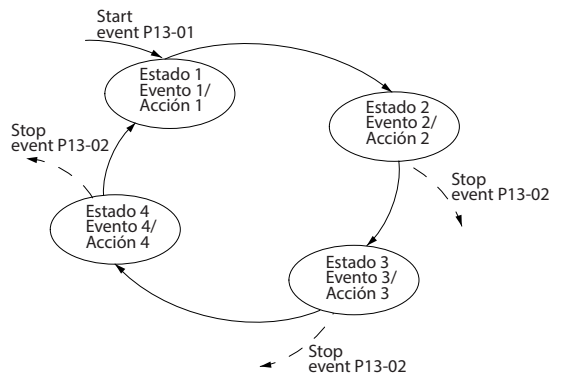 Start
event P13-01
Estado 1
Evento 1/
Acción 1
Estado 2
Evento 2/
Acción 2
Stop
event P13-02
Stop
event P13-02
Estado 4
Evento 4/
Acción 4
Estado 3
Evento 3/
Acción 3
Stop
event P13-02